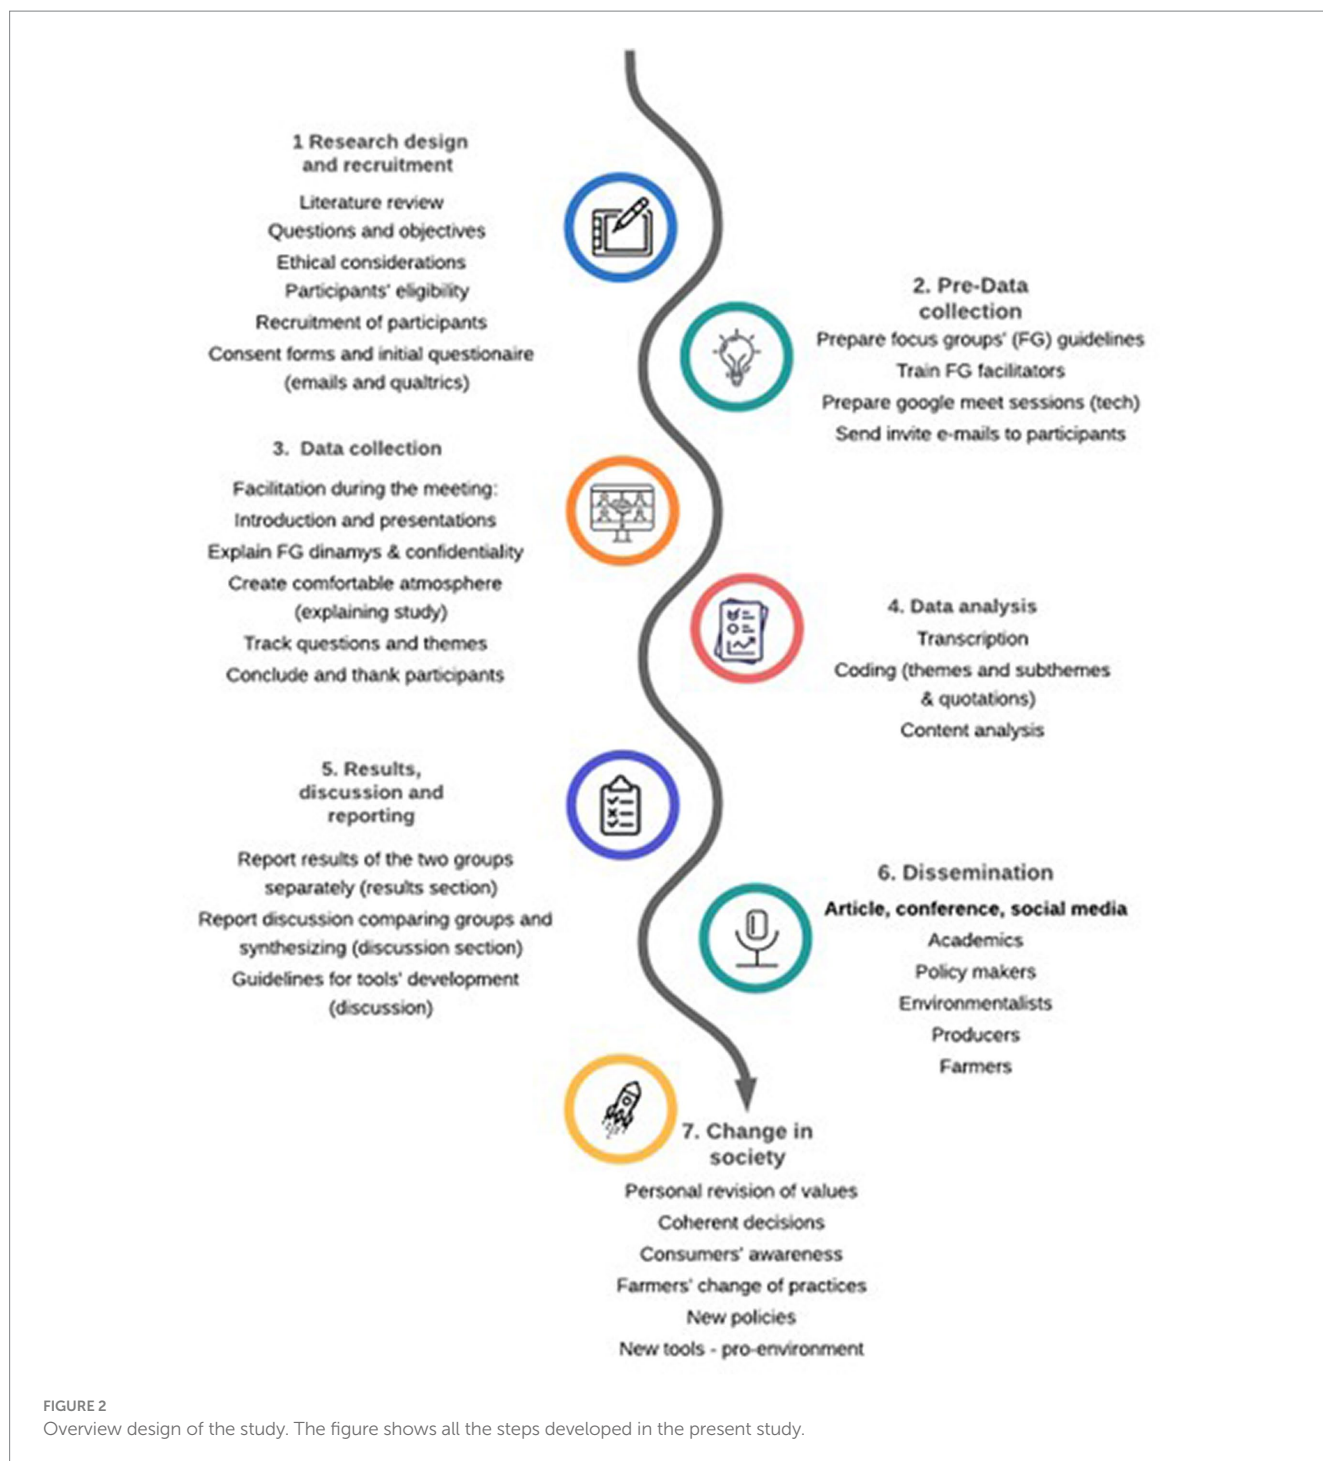 1 Research design
and recruitment
Literature review
Questions and objectives
Ethical considerations
Participants' eligibility
Recruitment of participants
Consent forms and initial questionaire
(emails and qualtrics)
2. Pre-Data
collection
Prepare focus groups' (FG) guidelines
Train FG facilitators
Prepare google meet sessions (tech)
Send invite e-mails to participants
3. Data collection
Facilitation during the meeting:
Introduction and presentations
Explain FG dinamys & confidentiality
Create comfortable atmosphere
(explaining study)
Track questions and themes
Conclude and thank participants
4. Data analysis
Transcription
Coding (themes and subthemes
& quotations)
Content analysis
5. Results,
discussion and
reporting
Report results of the two groups
separately (results section)
Report discussion comparing groups and
synthesizing (discussion section)
Guidelines for tools' development
(discussion)
6. Dissemination
Article, conference, social media
Academics
Policy makers
Environmentalists
Producers
Farmers
7. Change in
society
Personal revision of values
Coherent decisions
Consumers' awareness
Farmers' change of practices
New policies
New tools - pro-environment
FIGURE 2
Overview design of the study. The figure shows all the steps developed in the present study.